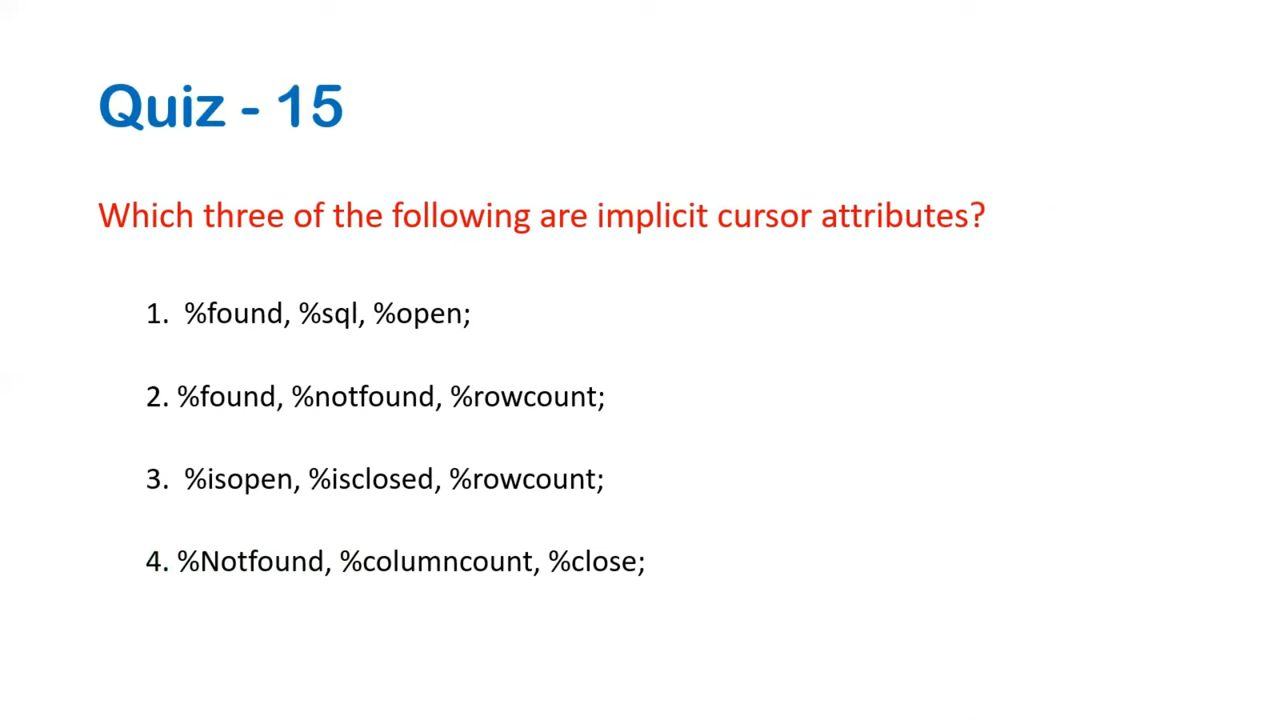 Quiz - 15
Which three of the following are implicit cursor attributes?
1. %found, %sql, %open;
2. %found, %notfound, %rowcount;
3. %isopen, %isclosed, %rowcount;
4. %Notfound, %columncount, %close;